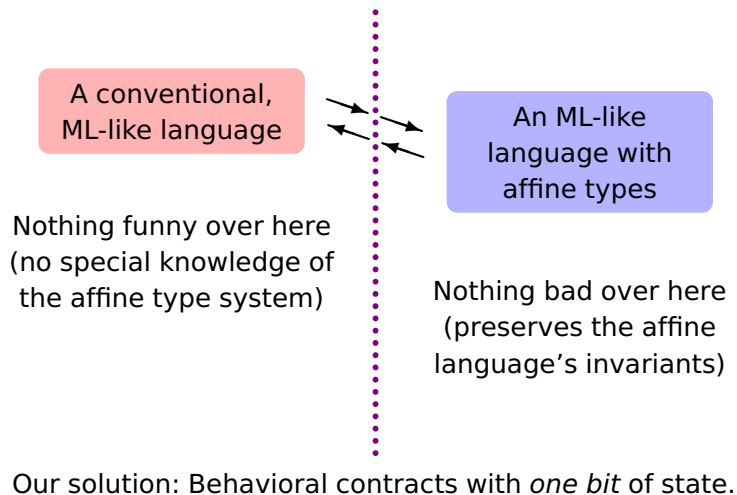 A conventional,
ML-like language
An ML-like
language with
affine types
Nothing funny over here
(no special knowledge of
the affine type system)
Nothing bad over here
(preserves the affine
language’s invariants)
Our solution: Behavioral contracts with one bit of state.